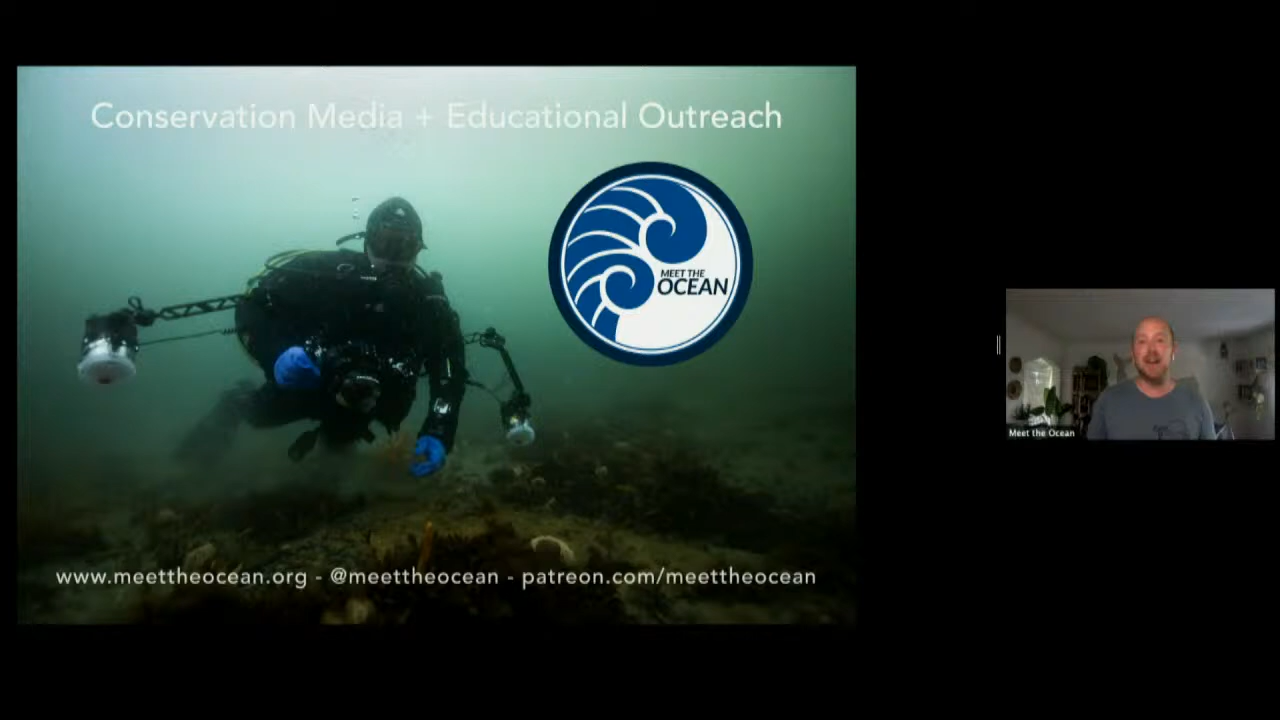 Conservation Media + Educational Outreach
MEET THE
OCEAN
www.meettheocean.org - @meettheocean - patreon.com/meettheocean
Meet the Ocean